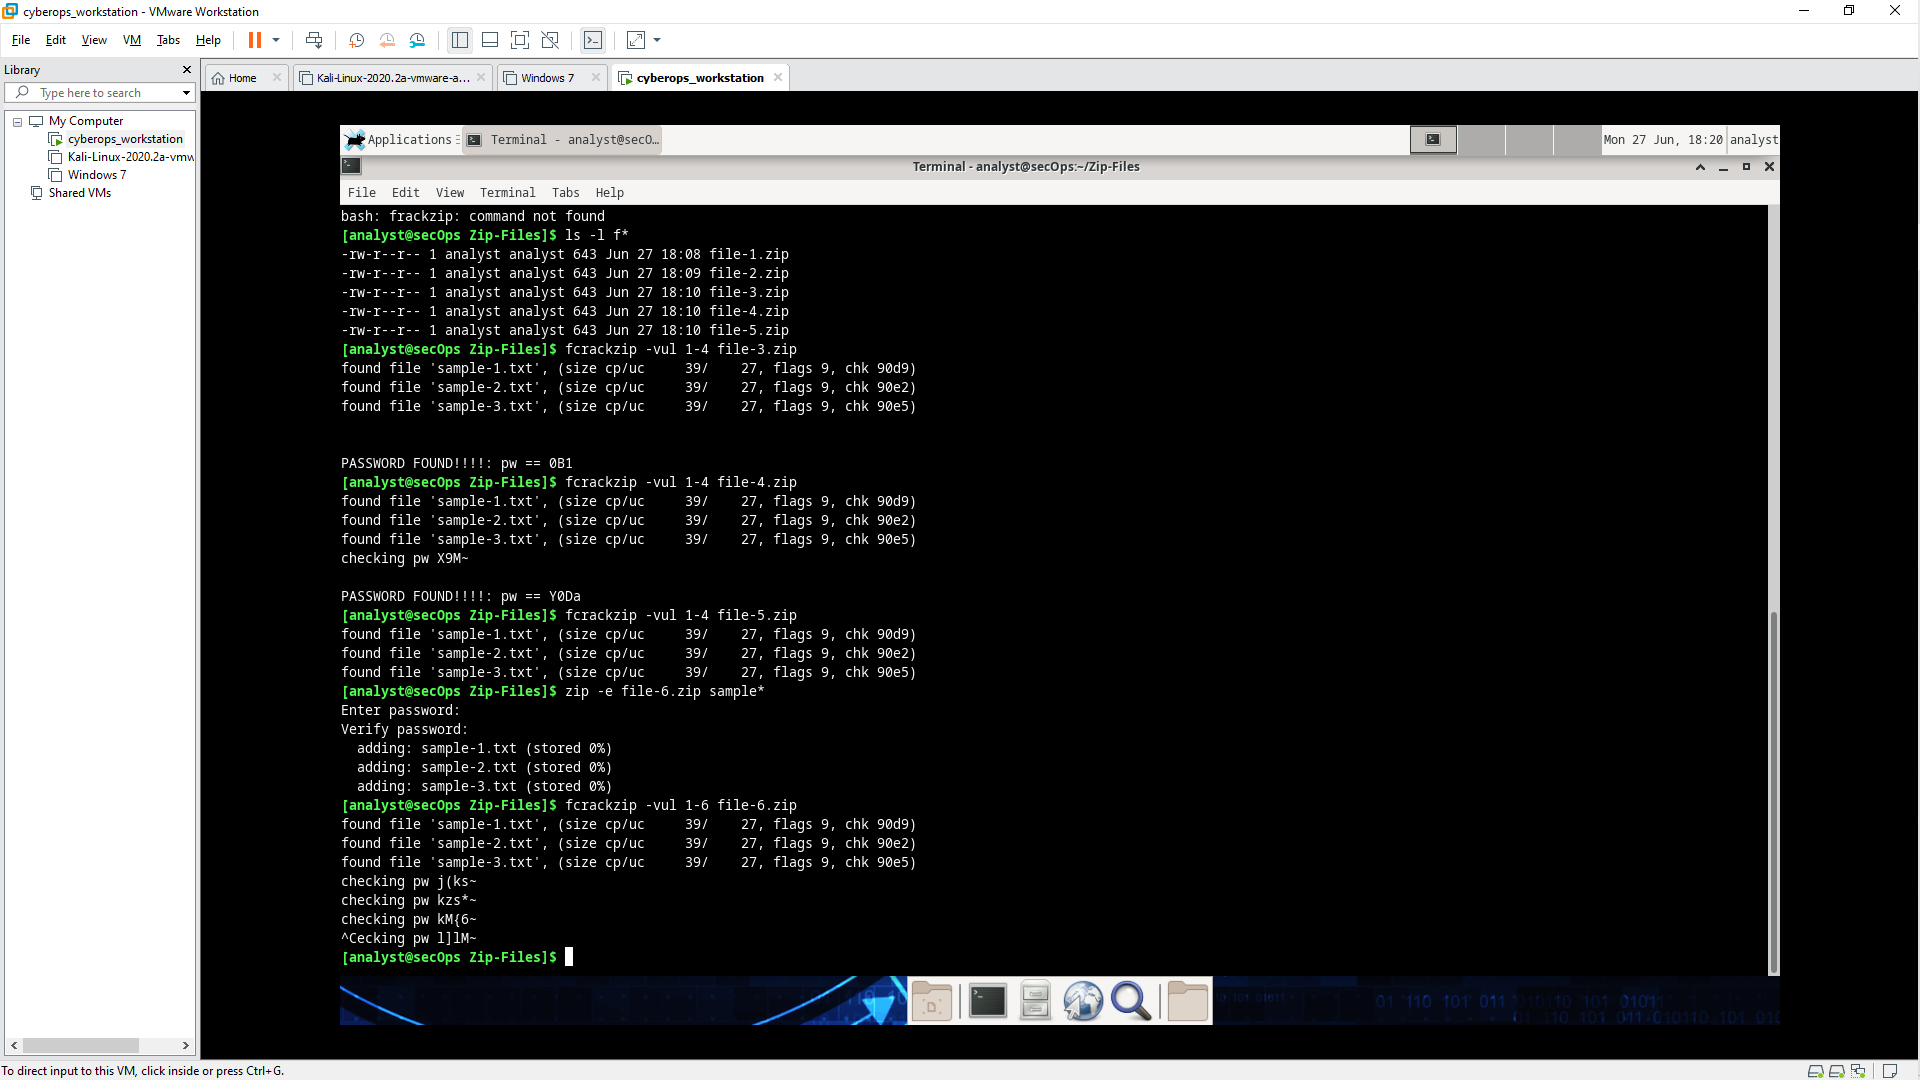 cyberops_workstation - VMware Workstation
File Edit View VM Tabs Help
Library
Type here to search
My Computer
cyberops_workstation
Kali-Linux-2020.2a-vmw
Windows 7
Shared VMs
Home
Kali-Linux-2020.2a-vmware-a...
Windows 7
cyberops_workstation
Applications
Terminal - analyst@secO...
Mon 27 Jun, 18:20
analyst
Terminal - analyst@secOps:~/Zip-Files
File Edit View Terminal Tabs Help
bash: frackzip: command not found
[analyst@secOps Zip-Files]$ ls -l f*
-rw-r--r-- 1 analyst analyst 643 Jun 27 18:08 file-1.zip
-rw-r--r-- 1 analyst analyst 643 Jun 27 18:09 file-2.zip
-rw-r--r-- 1 analyst analyst 643 Jun 27 18:10 file-3.zip
-rw-r--r-- 1 analyst analyst 643 Jun 27 18:10 file-4.zip
-rw-r--r-- 1 analyst analyst 643 Jun 27 18:10 file-5.zip
[analyst@secOps Zip-Files]$ fcrackzip -vul 1-4 file-3.zip
found file 'sample-1.txt', (size cp/uc     39/    27, flags 9, chk 90d9)
found file 'sample-2.txt', (size cp/uc     39/    27, flags 9, chk 90e2)
found file 'sample-3.txt', (size cp/uc     39/    27, flags 9, chk 90e5)
PASSWORD FOUND!!!!: pw == 0B1
[analyst@secOps Zip-Files]$ fcrackzip -vul 1-4 file-4.zip
found file 'sample-1.txt', (size cp/uc     39/    27, flags 9, chk 90d9)
found file 'sample-2.txt', (size cp/uc     39/    27, flags 9, chk 90e2)
found file 'sample-3.txt', (size cp/uc     39/    27, flags 9, chk 90e5)
checking pw X9M~
PASSWORD FOUND!!!!: pw == Y0Da
[analyst@secOps Zip-Files]$ fcrackzip -vul 1-4 file-5.zip
found file 'sample-1.txt', (size cp/uc     39/    27, flags 9, chk 90d9)
found file 'sample-2.txt', (size cp/uc     39/    27, flags 9, chk 90e2)
found file 'sample-3.txt', (size cp/uc     39/    27, flags 9, chk 90e5)
[analyst@secOps Zip-Files]$ zip -e file-6.zip sample*
Enter password:
Verify password:
  adding: sample-1.txt (stored 0%)
  adding: sample-2.txt (stored 0%)
  adding: sample-3.txt (stored 0%)
[analyst@secOps Zip-Files]$ fcrackzip -vul 1-6 file-6.zip
found file 'sample-1.txt', (size cp/uc     39/    27, flags 9, chk 90d9)
found file 'sample-2.txt', (size cp/uc     39/    27, flags 9, chk 90e2)
found file 'sample-3.txt', (size cp/uc     39/    27, flags 9, chk 90e5)
checking pw j(ks~
checking pw kzs*~
checking pw kM{6~
^Cecking pw l]lM~
[analyst@secOps Zip-Files]$
To direct input to this VM, click inside or press Ctrl+G.